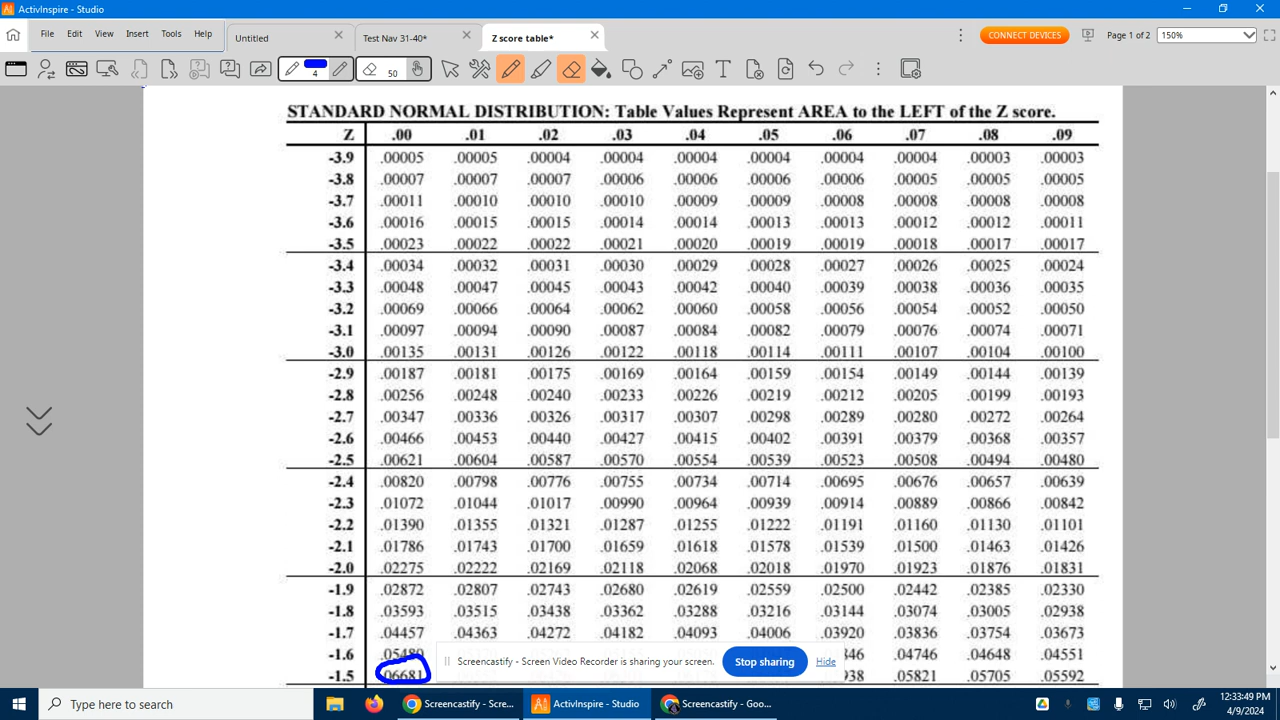 ActivInspire - Studio
File Edit View Insert Tools Help
Untitled
Test Nav 31-40*
Z score table*
CONNECT DEVICES
Page 1 of 2
150%
4
50
STANDARD NORMAL DISTRIBUTION: Table Values Represent AREA to the LEFT of the Z score.
Z .00 .01 .02 .03 .04 .05 .06 .07 .08 .09
-3.9 .00005 .00005 .00004 .00004 .00004 .00004 .00004 .00004 .00003 .00003
-3.8 .00007 .00007 .00007 .00006 .00006 .00006 .00006 .00005 .00005 .00005
-3.7 .00011 .00010 .00010 .00010 .00009 .00009 .00008 .00008 .00008 .00008
-3.6 .00016 .00015 .00015 .00014 .00014 .00013 .00013 .00012 .00012 .00011
-3.5 .00023 .00022 .00022 .00021 .00020 .00019 .00019 .00018 .00017 .00017
-3.4 .00034 .00032 .00031 .00030 .00029 .00028 .00027 .00026 .00025 .00024
-3.3 .00048 .00047 .00045 .00043 .00042 .00040 .00039 .00038 .00036 .00035
-3.2 .00069 .00066 .00064 .00062 .00060 .00058 .00056 .00054 .00052 .00050
-3.1 .00097 .00094 .00090 .00087 .00084 .00082 .00079 .00076 .00074 .00071
-3.0 .00135 .00131 .00126 .00122 .00118 .00114 .00111 .00107 .00104 .00100
-2.9 .00187 .00181 .00175 .00169 .00164 .00159 .00154 .00149 .00144 .00139
-2.8 .00256 .00248 .00240 .00233 .00226 .00219 .00212 .00205 .00199 .00193
-2.7 .00347 .00336 .00326 .00317 .00307 .00298 .00289 .00280 .00272 .00264
-2.6 .00466 .00453 .00440 .00427 .00415 .00402 .00391 .00379 .00368 .00357
-2.5 .00621 .00604 .00587 .00570 .00554 .00539 .00523 .00508 .00494 .00480
-2.4 .00820 .00798 .00776 .00755 .00734 .00714 .00695 .00676 .00657 .00639
-2.3 .01072 .01044 .01017 .00990 .00964 .00939 .00914 .00889 .00866 .00842
-2.2 .01390 .01355 .01321 .01287 .01255 .01222 .01191 .01160 .01130 .01101
-2.1 .01786 .01743 .01700 .01659 .01618 .01578 .01539 .01500 .01463 .01426
-2.0 .02275 .02222 .02169 .02118 .02068 .02018 .01970 .01923 .01876 .01831
-1.9 .02872 .02807 .02743 .02680 .02619 .02559 .02500 .02442 .02385 .02330
-1.8 .03593 .03515 .03438 .03362 .03288 .03216 .03144 .03074 .03005 .02938
-1.7 .04457 .04363 .04272 .04182 .04093 .04006 .03920 .03836 .03754 .03673
-1.6 .05480 846 .04746 .04648 .04551
-1.5 .06681 938 .05821 .05705 .05592
Screencastify - Screen Video Recorder is sharing your screen.
Stop sharing
Hide
Type here to search
Screencastify - Scre...
ActivInspire - Studio
Screencastify - Goo...
12:33:49 PM
4/9/2024